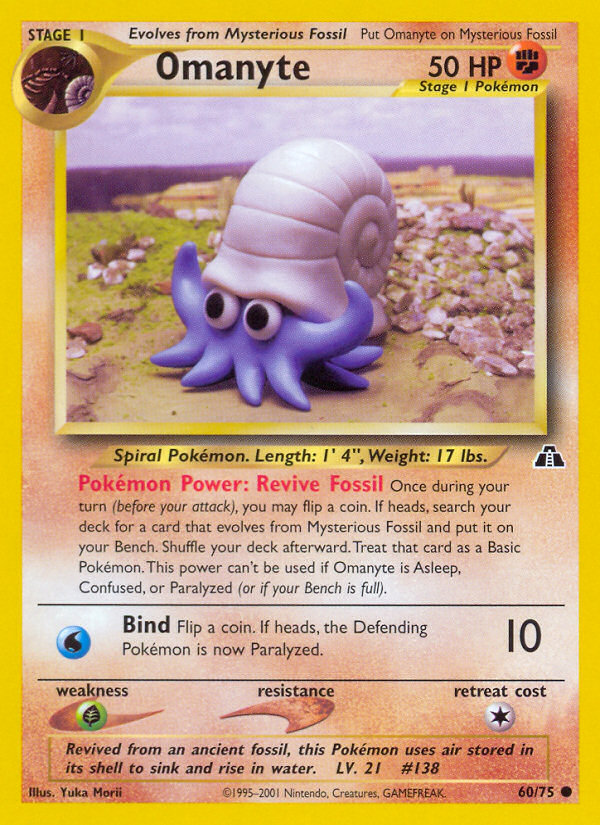 STAGE 1 Evolves from Mysterious Fossil Put Omanyte on Mysterious Fossil
Omanyte 50 HP
Stage 1 Pokémon
Spiral Pokémon. Length: 1' 4", Weight: 17 lbs.
Pokémon Power: Revive Fossil Once during your
turn (before your attack), you may flip a coin. If heads, search your
deck for a card that evolves from Mysterious Fossil and put it on
your Bench. Shuffle your deck afterward. Treat that card as a Basic
Pokémon. This power can't be used if Omanyte is Asleep,
Confused, or Paralyzed (or if your Bench is full).
Bind Flip a coin. If heads, the Defending 10
Pokémon is now Paralyzed.
weakness resistance retreat cost
Revived from an ancient fossil, this Pokémon uses air stored in
its shell to sink and rise in water. LV. 21 #138
Illus. Yuka Morii ©1995-2001 Nintendo, Creatures, GAMEFREAK. 60/75